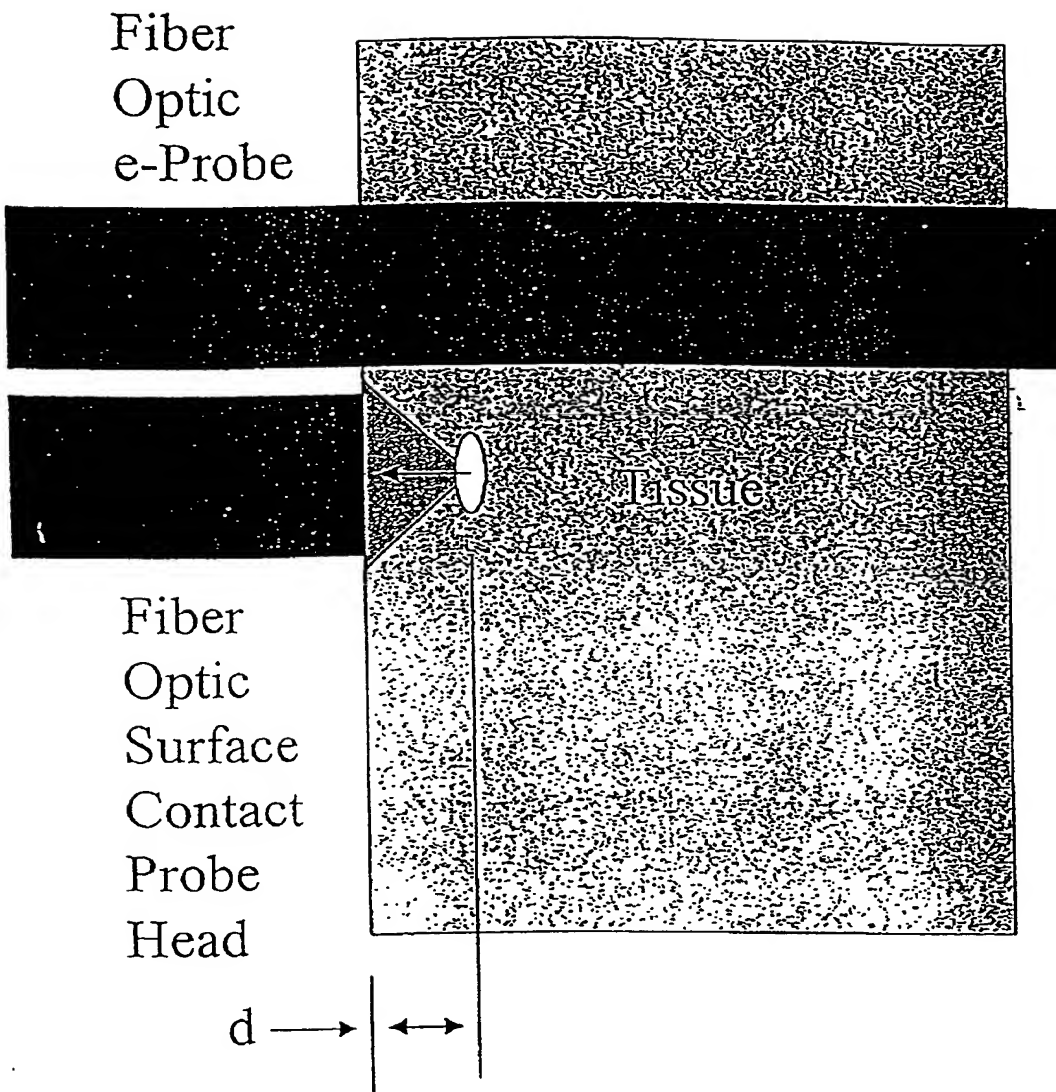 Fiber
Optic
e-Probe
Tissue
Fiber
Optic
Surface
Contact
Probe
Head
d